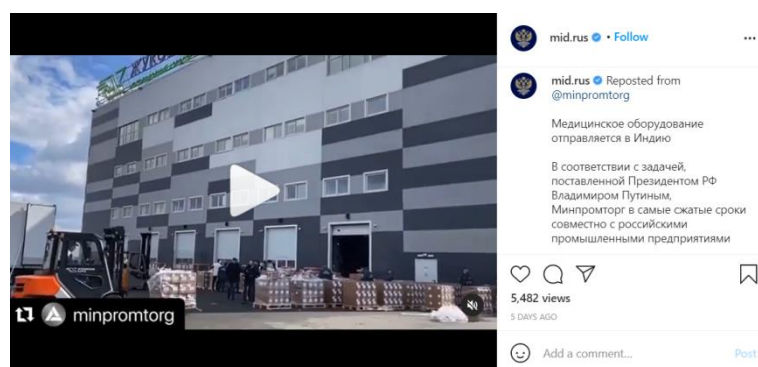 mid.rus • Follow
mid.rus Reposted from
@minpromtorg
Медицинское оборудование
отправляется в Индию
В соответствии с задачей,
поставленной Президентом РФ
Владимиром Путиным,
Минпромторг в самые сжатые сроки
совместно с российскими
промышленными предприятиями
minpromtorg
5,482 views
5 DAYS AGO
Add a comment...
Post